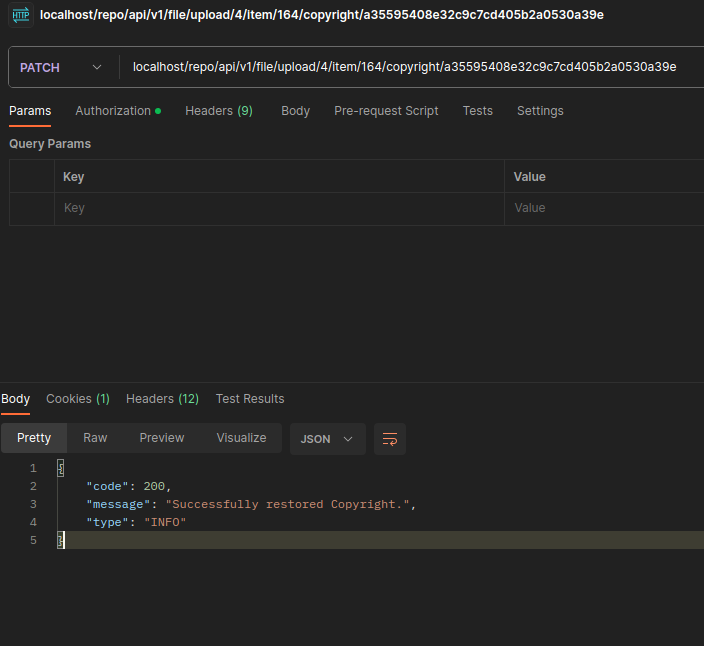 HTTP localhost/repo/api/v1/file/upload/4/item/164/copyright/a35595408e32c9c7cd405b2a0530a39e
PATCH localhost/repo/api/v1/file/upload/4/item/164/copyright/a35595408e32c9c7cd405b2a0530a39e
Params Authorization Headers (9) Body Pre-request Script Tests Settings
Query Params
Key Value
Key Value
Body Cookies (1) Headers (12) Test Results
Pretty Raw Preview Visualize JSON
1 {
2 "code": 200,
3 "message": "Successfully restored Copyright.",
4 "type": "INFO"
5 }